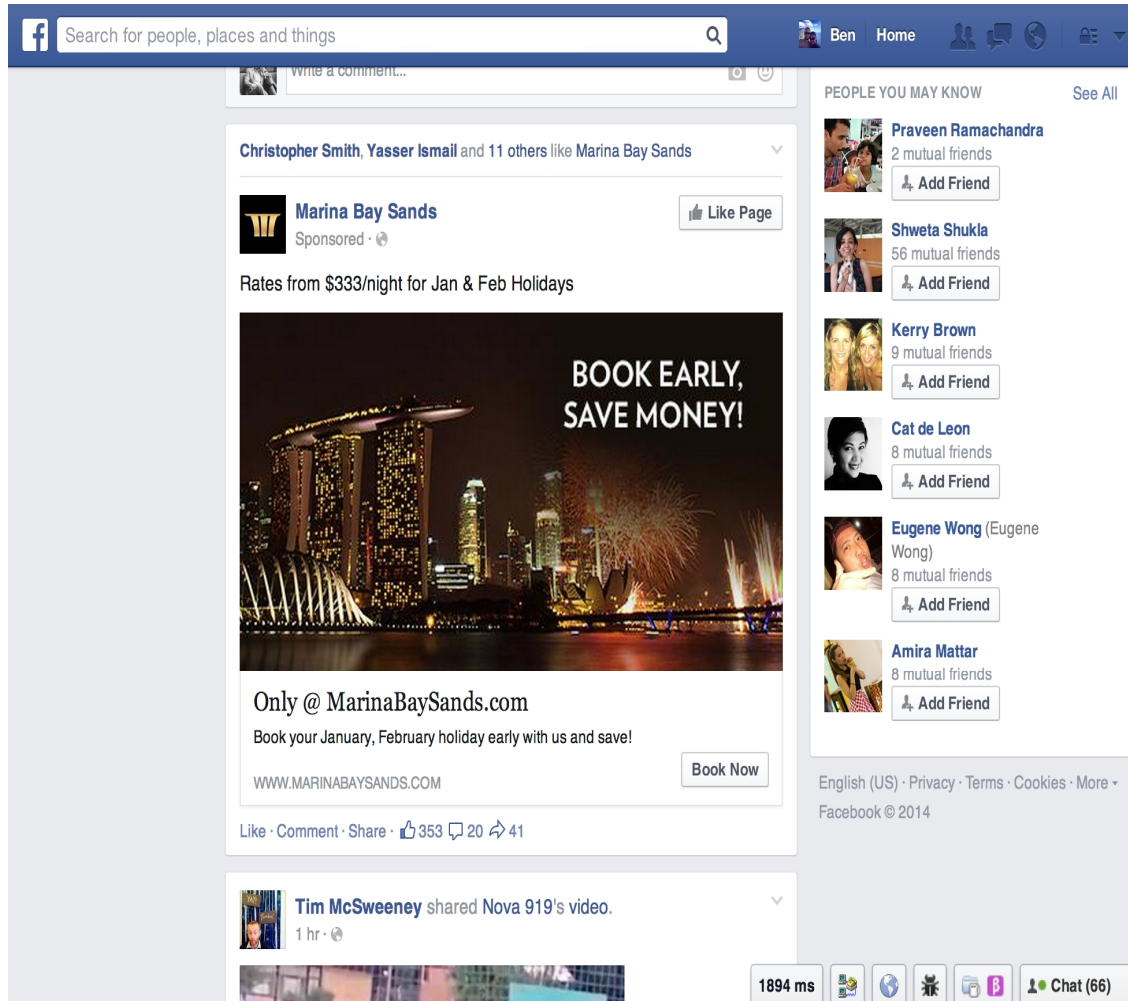 Search for people, places and things
Ben
Home
Write a comment...
Christopher Smith, Yasser Ismail and 11 others like Marina Bay Sands
Marina Bay Sands
Sponsored ·
Like Page
Rates from $333/night for Jan & Feb Holidays
BOOK EARLY,
SAVE MONEY!
Only @ MarinaBaySands.com
Book your January, February holiday early with us and save!
WWW.MARINABAYSANDS.COM
Book Now
Like · Comment · Share · 353 20 41
Tim McSweeney shared Nova 919's video.
1 hr ·
PEOPLE YOU MAY KNOW
See All
Praveen Ramachandra
2 mutual friends
Add Friend
Shweta Shukla
56 mutual friends
Add Friend
Kerry Brown
9 mutual friends
Add Friend
Cat de Leon
8 mutual friends
Add Friend
Eugene Wong (Eugene
Wong)
8 mutual friends
Add Friend
Amira Mattar
8 mutual friends
Add Friend
English (US) · Privacy · Terms · Cookies · More
Facebook © 2014
1894 ms
β
Chat (66)